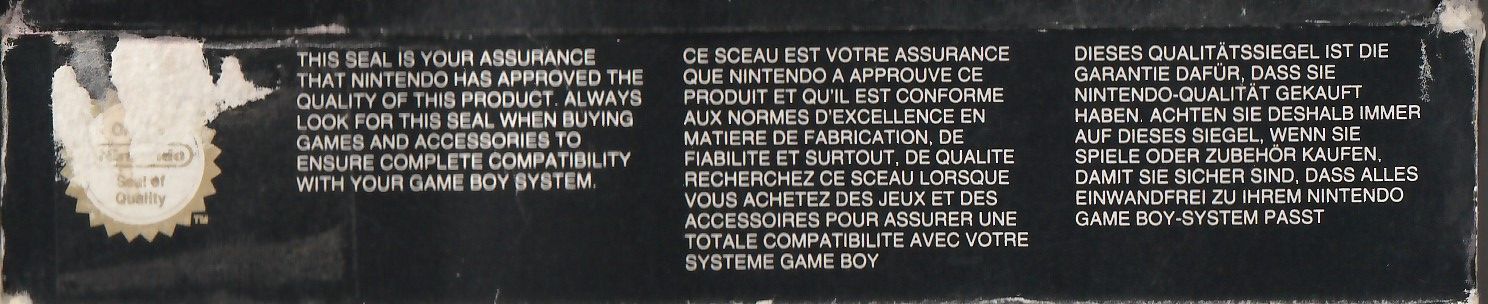 Seal of
Quality
TM
THIS SEAL IS YOUR ASSURANCE
THAT NINTENDO HAS APPROVED THE
QUALITY OF THIS PRODUCT. ALWAYS
LOOK FOR THIS SEAL WHEN BUYING
GAMES AND ACCESSORIES TO
ENSURE COMPLETE COMPATIBILITY
WITH YOUR GAME BOY SYSTEM.
CE SCEAU EST VOTRE ASSURANCE
QUE NINTENDO A APPROUVE CE
PRODUIT ET QU'IL EST CONFORME
AUX NORMES D'EXCELLENCE EN
MATIERE DE FABRICATION, DE
FIABILITE ET SURTOUT, DE QUALITE
RECHERCHEZ CE SCEAU LORSQUE
VOUS ACHETEZ DES JEUX ET DES
ACCESSOIRES POUR ASSURER UNE
TOTALE COMPATIBILITE AVEC VOTRE
SYSTEME GAME BOY
DIESES QUALITÄTSSIEGEL IST DIE
GARANTIE DAFÜR, DASS SIE
NINTENDO-QUALITÄT GEKAUFT
HABEN. ACHTEN SIE DESHALB IMMER
AUF DIESES SIEGEL, WENN SIE
SPIELE ODER ZUBEHÖR KAUFEN,
DAMIT SIE SICHER SIND, DASS ALLES
EINWANDFREI ZU IHREM NINTENDO
GAME BOY-SYSTEM PASST